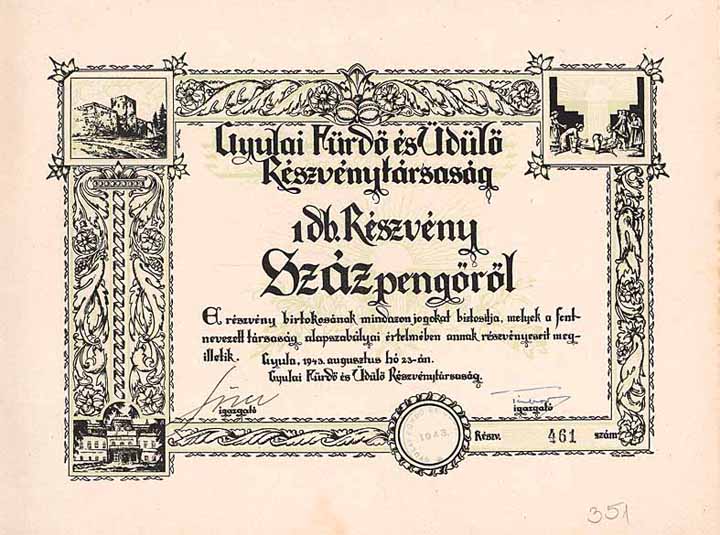 Gyulai Fürdő és Üdülő
Részvénytársaság
1 db. Részvény
Száz pengőről
E részvény birtokosának mindazon jogokat biztosítja, melyek a fent-
nevezett társaság alapszabályai értelmében annak részvényeseit meg-
illetik. Gyula, 1943. augusztus hó 23-án.
Gyulai Fürdő és Üdülő Részvénytársaság.
igazgató
igazgató
1943.
Részv. 461 szám
351